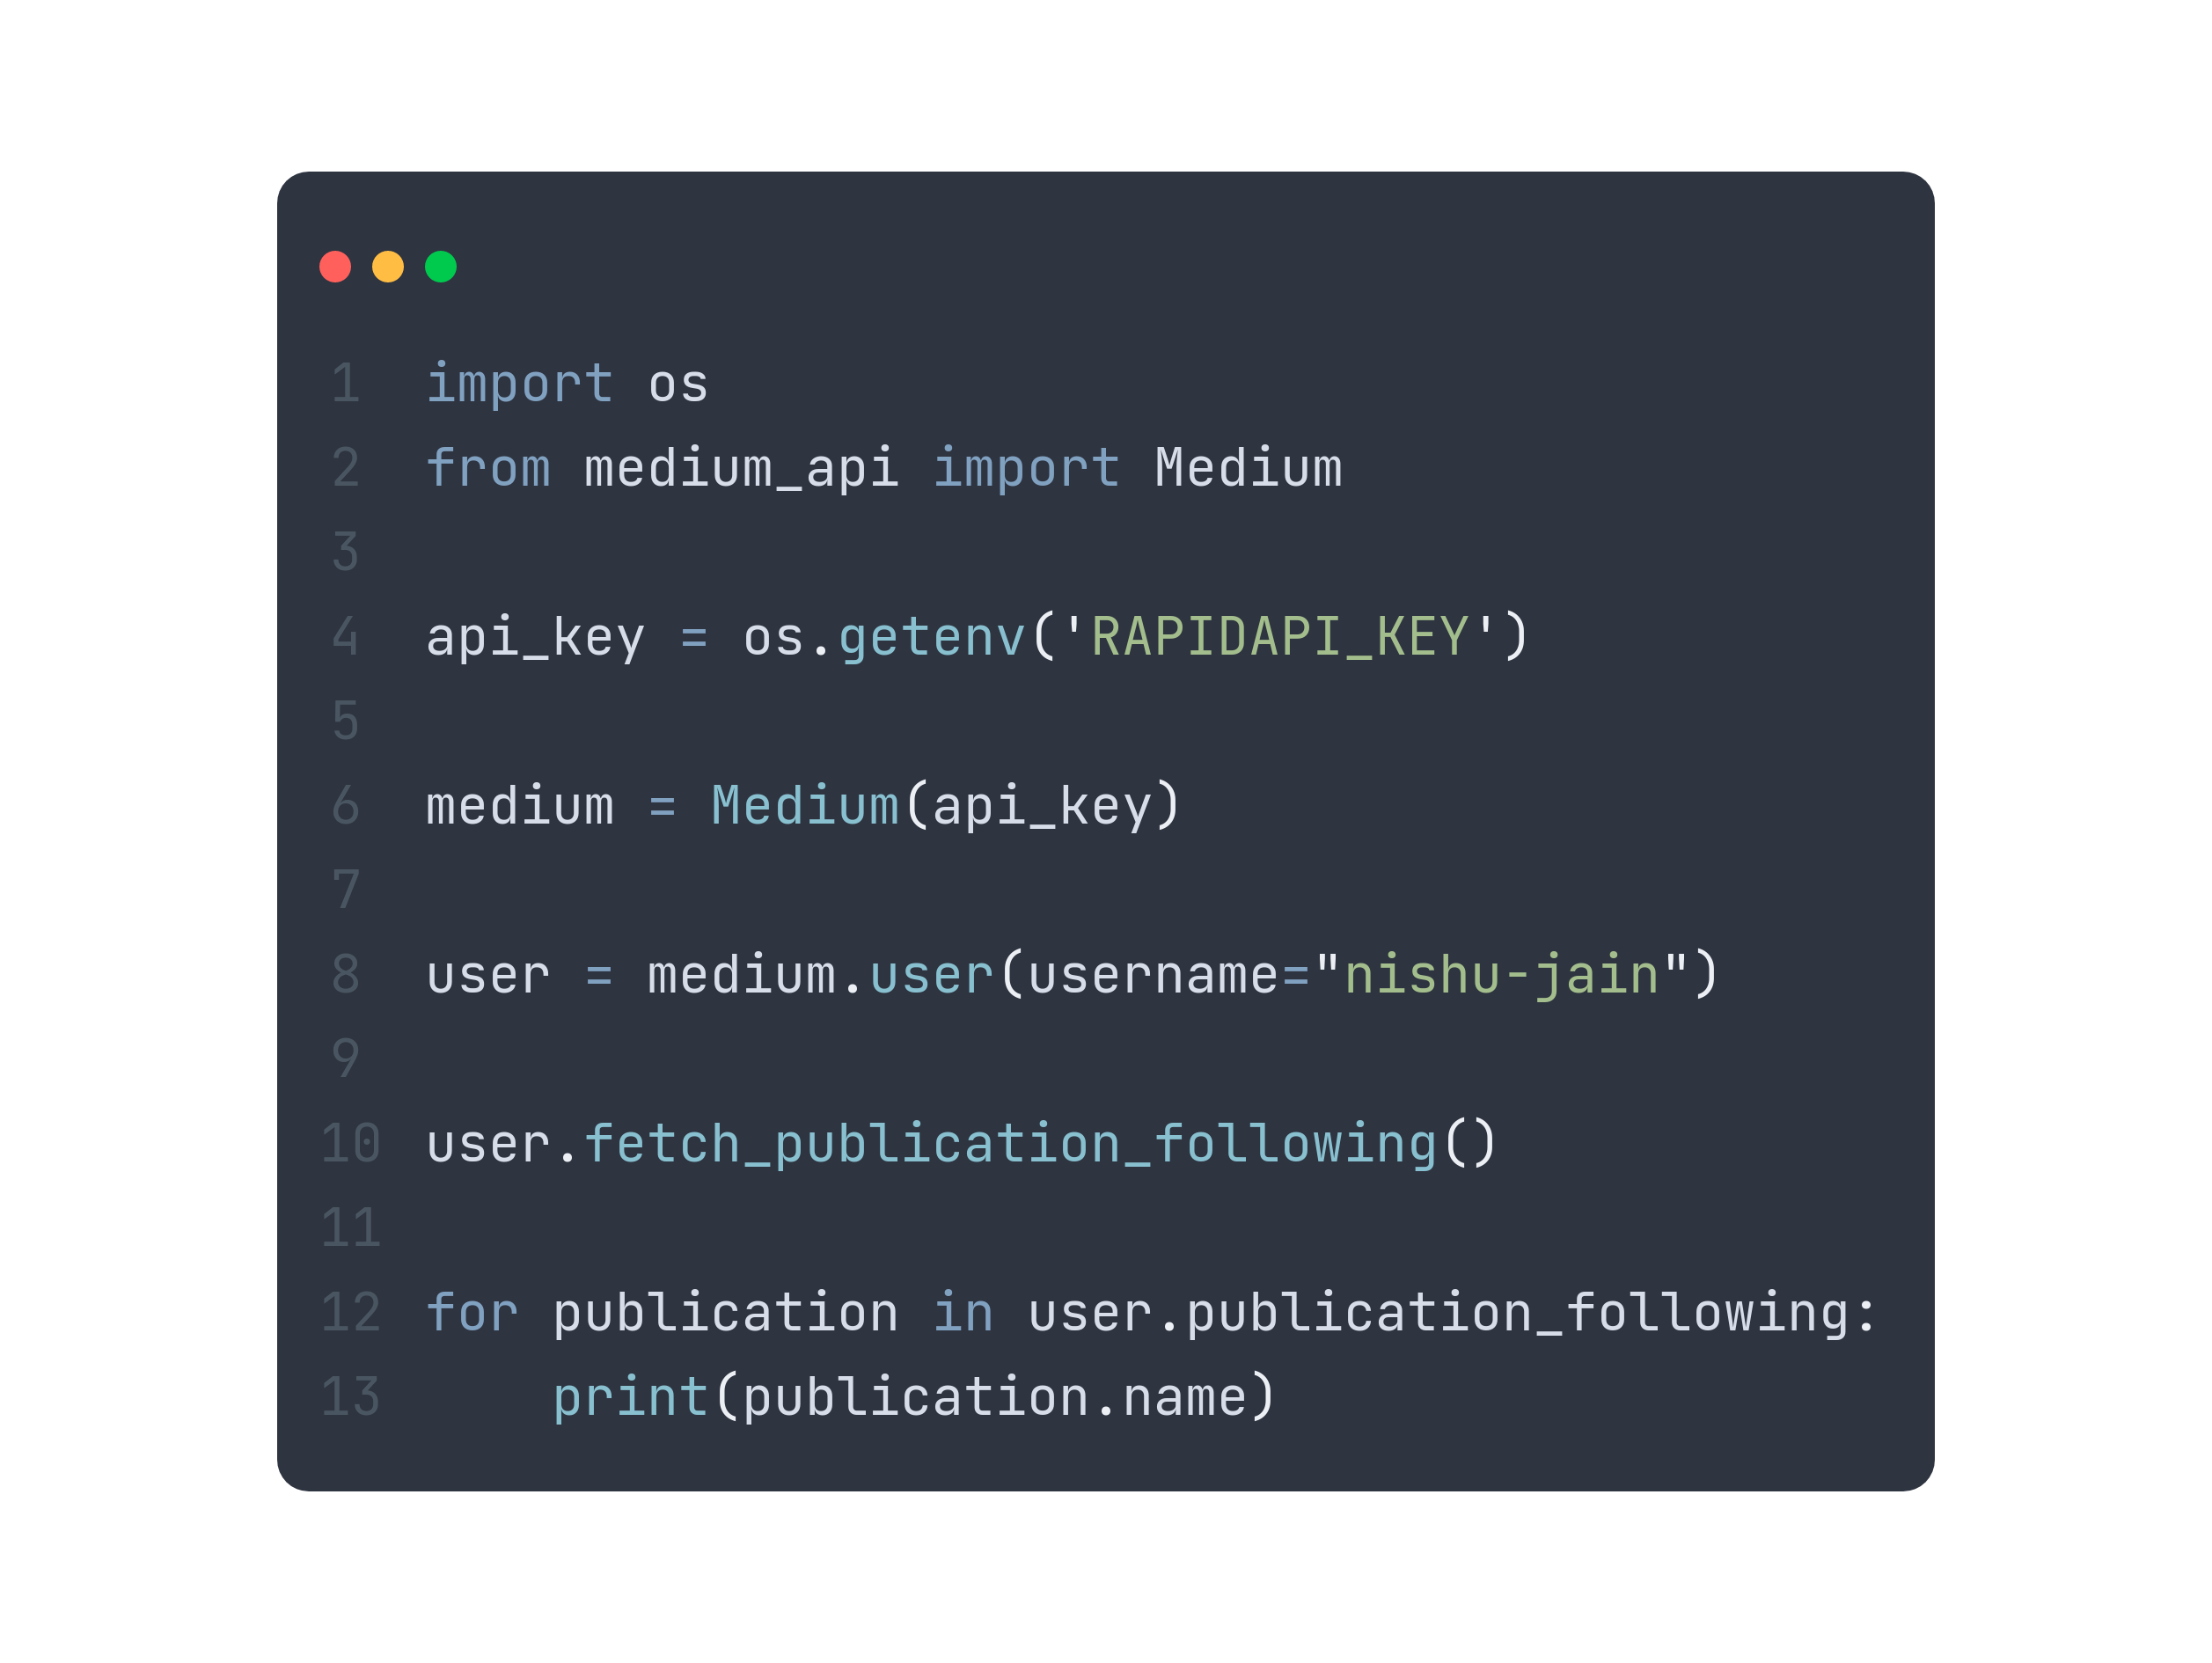 1 import os
2 from medium_api import Medium
3
4 api_key = os.getenv('RAPIDAPI_KEY')
5
6 medium = Medium(api_key)
7
8 user = medium.user(username="nishu-jain")
9
10 user.fetch_publication_following()
11
12 for publication in user.publication_following:
13     print(publication.name)